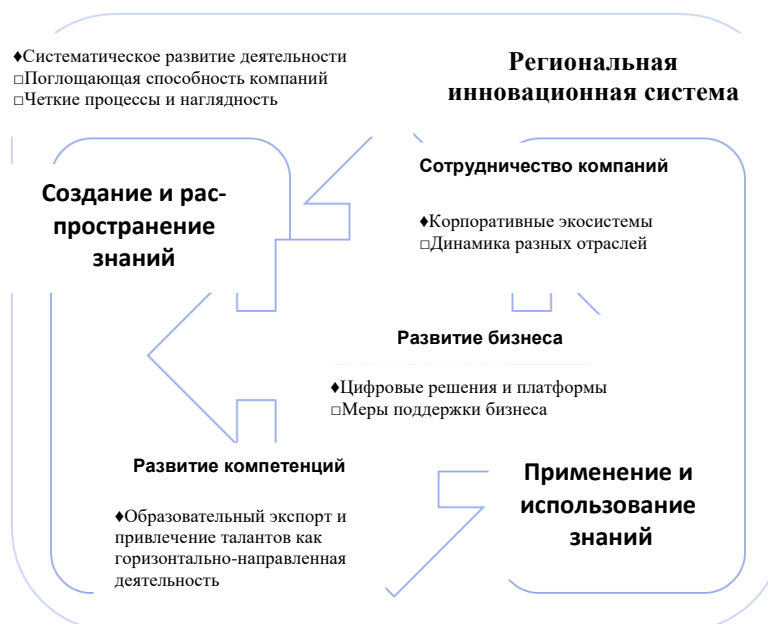 ♦Систематическое развитие деятельности
□Поглощающая способность компаний
□Четкие процессы и наглядность
Региональная
инновационная система
Создание и рас-
пространение
знаний
Сотрудничество компаний
♦Корпоративные экосистемы
□Динамика разных отраслей
Развитие бизнеса
♦Цифровые решения и платформы
□Меры поддержки бизнеса
Развитие компетенций
♦Образовательный экспорт и
привлечение талантов как
горизонтально-направленная
деятельность
Применение и
использование
знаний